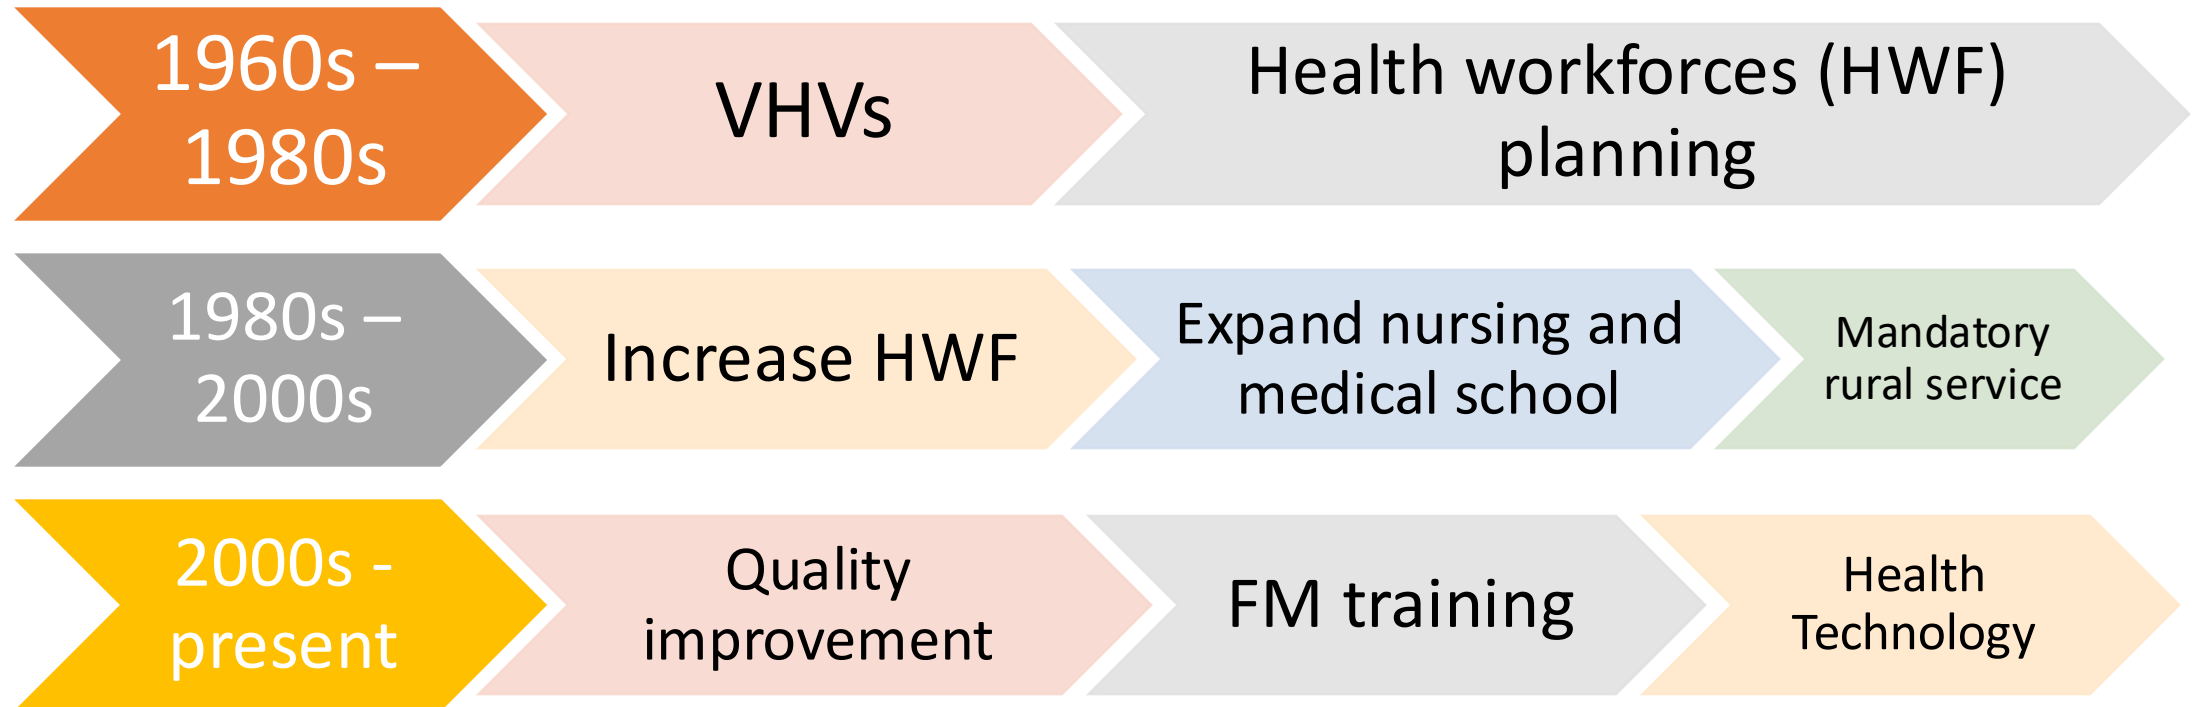 1960s –
1980s
VHVs
Health workforces (HWF)
planning
1980s –
2000s
Increase HWF
Expand nursing and
medical school
Mandatory
rural service
2000s -
present
Quality
improvement
FM training
Health
Technology